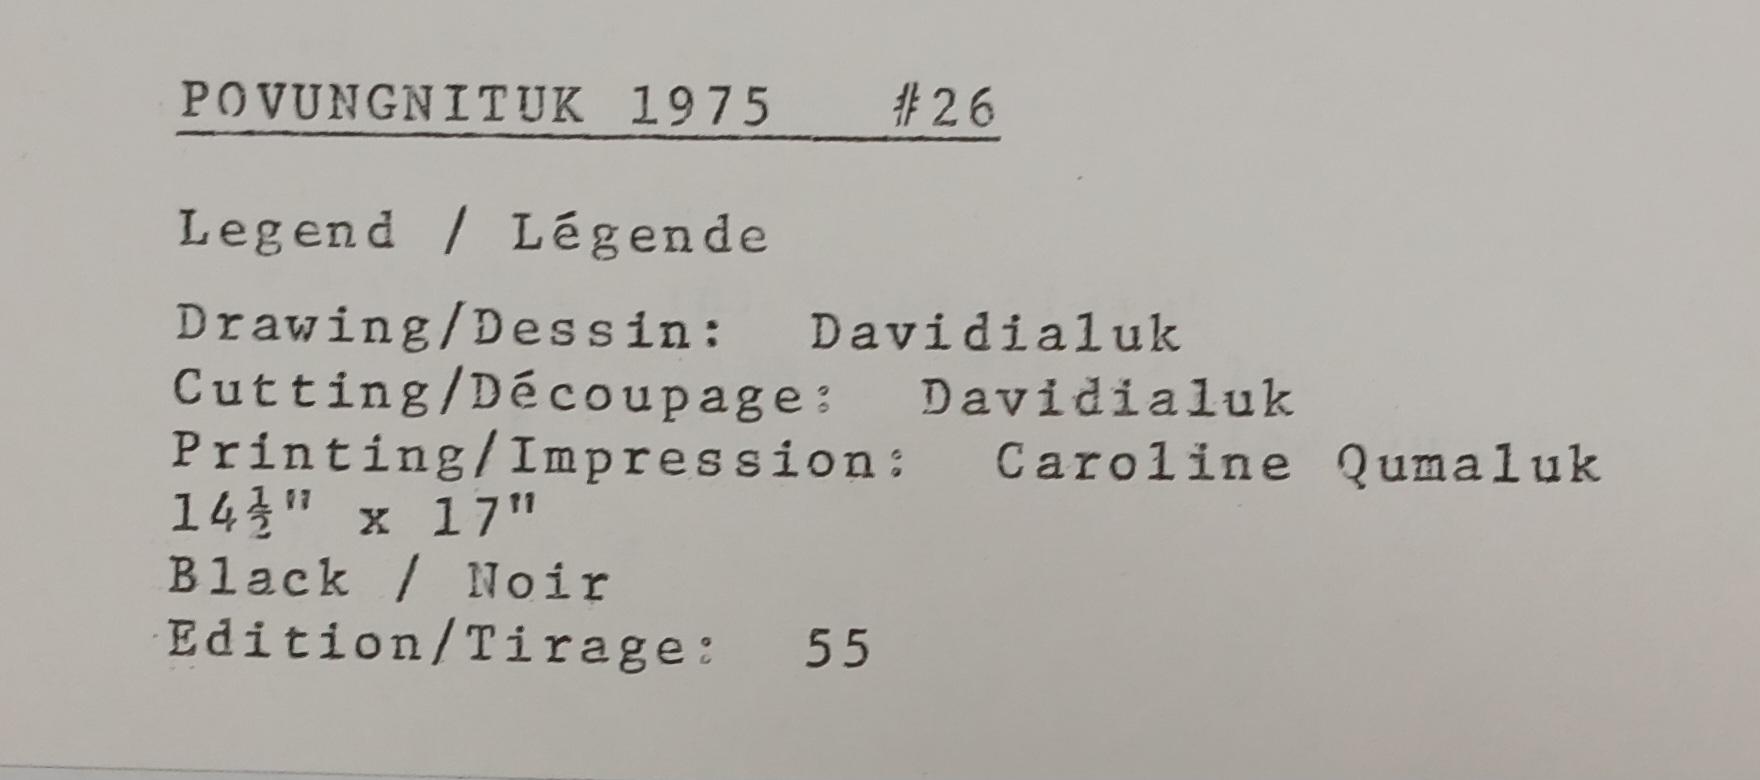 POVUNGNITUK 1975 #26
Legend / Légende
Drawing/Dessin: Davidialuk
Cutting/Découpage: Davidialuk
Printing/Impression: Caroline Qumaluk
14½" x 17"
Black / Noir
Edition/Tirage: 55